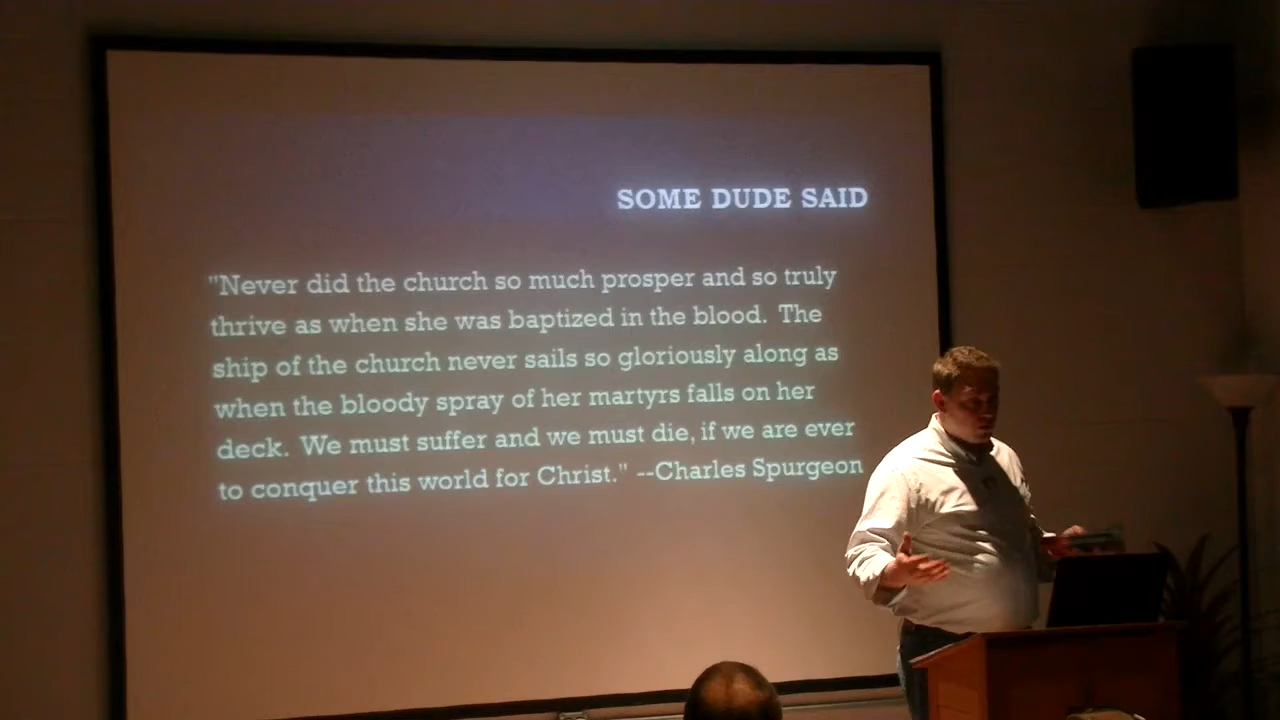 SOME DUDE SAID
"Never did the church so much prosper and so truly
thrive as when she was baptized in the blood. The
ship of the church never sails so gloriously along as
when the bloody spray of her martyrs falls on her
deck. We must suffer and we must die, if we are ever
to conquer this world for Christ." --Charles Spurgeon